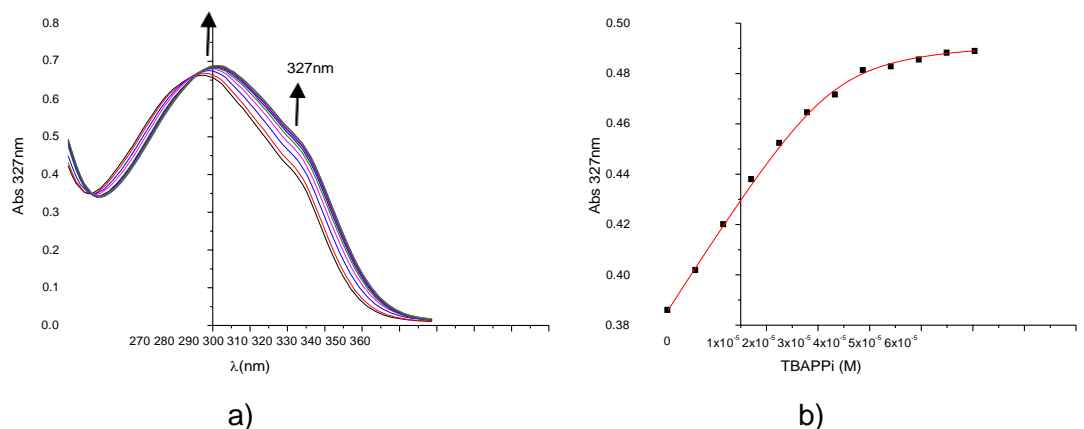 0.8
0.7
0.6
0.5
0.4
0.3
0.2
0.1
0.0
Abs 327nm
327nm
270 280 290 300 310 320 330 340 350 360
λ(nm)
a)
0.50
0.48
0.46
0.44
0.42
0.40
0.38
Abs 327nm
0 1x10⁻⁵ 2x10⁻⁵ 3x10⁻⁵ 4x10⁻⁵ 5x10⁻⁵ 6x10⁻⁵
TBAPPi (M)
b)